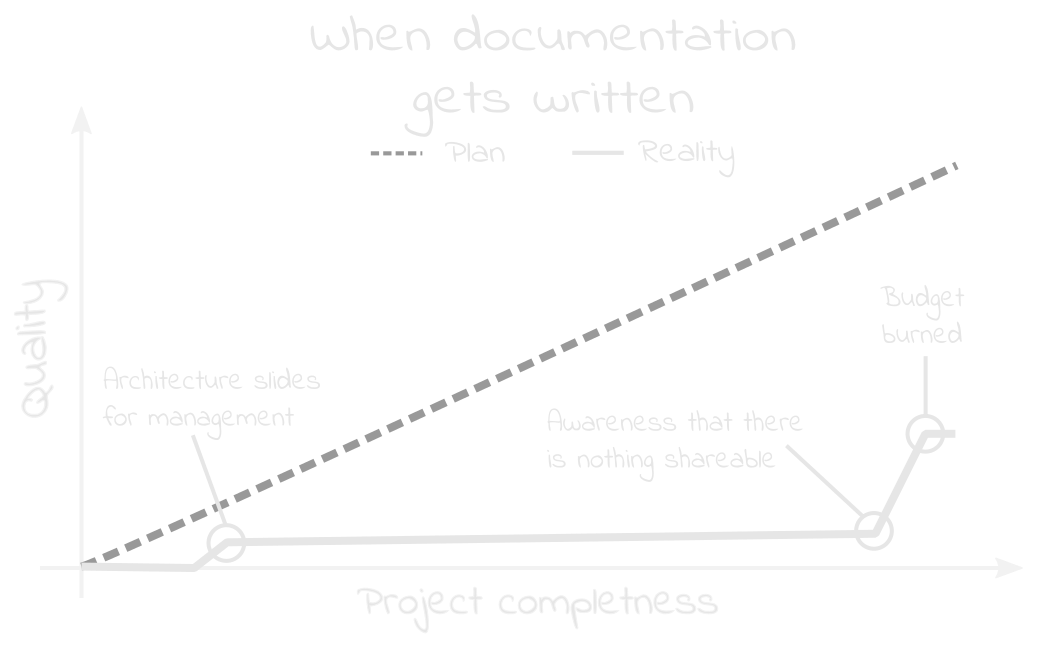 when documentation
gets written
Plan
Reality
Quality
Budget
burned
Architecture slides
for management
Awareness that there
is nothing shareable
Project completness